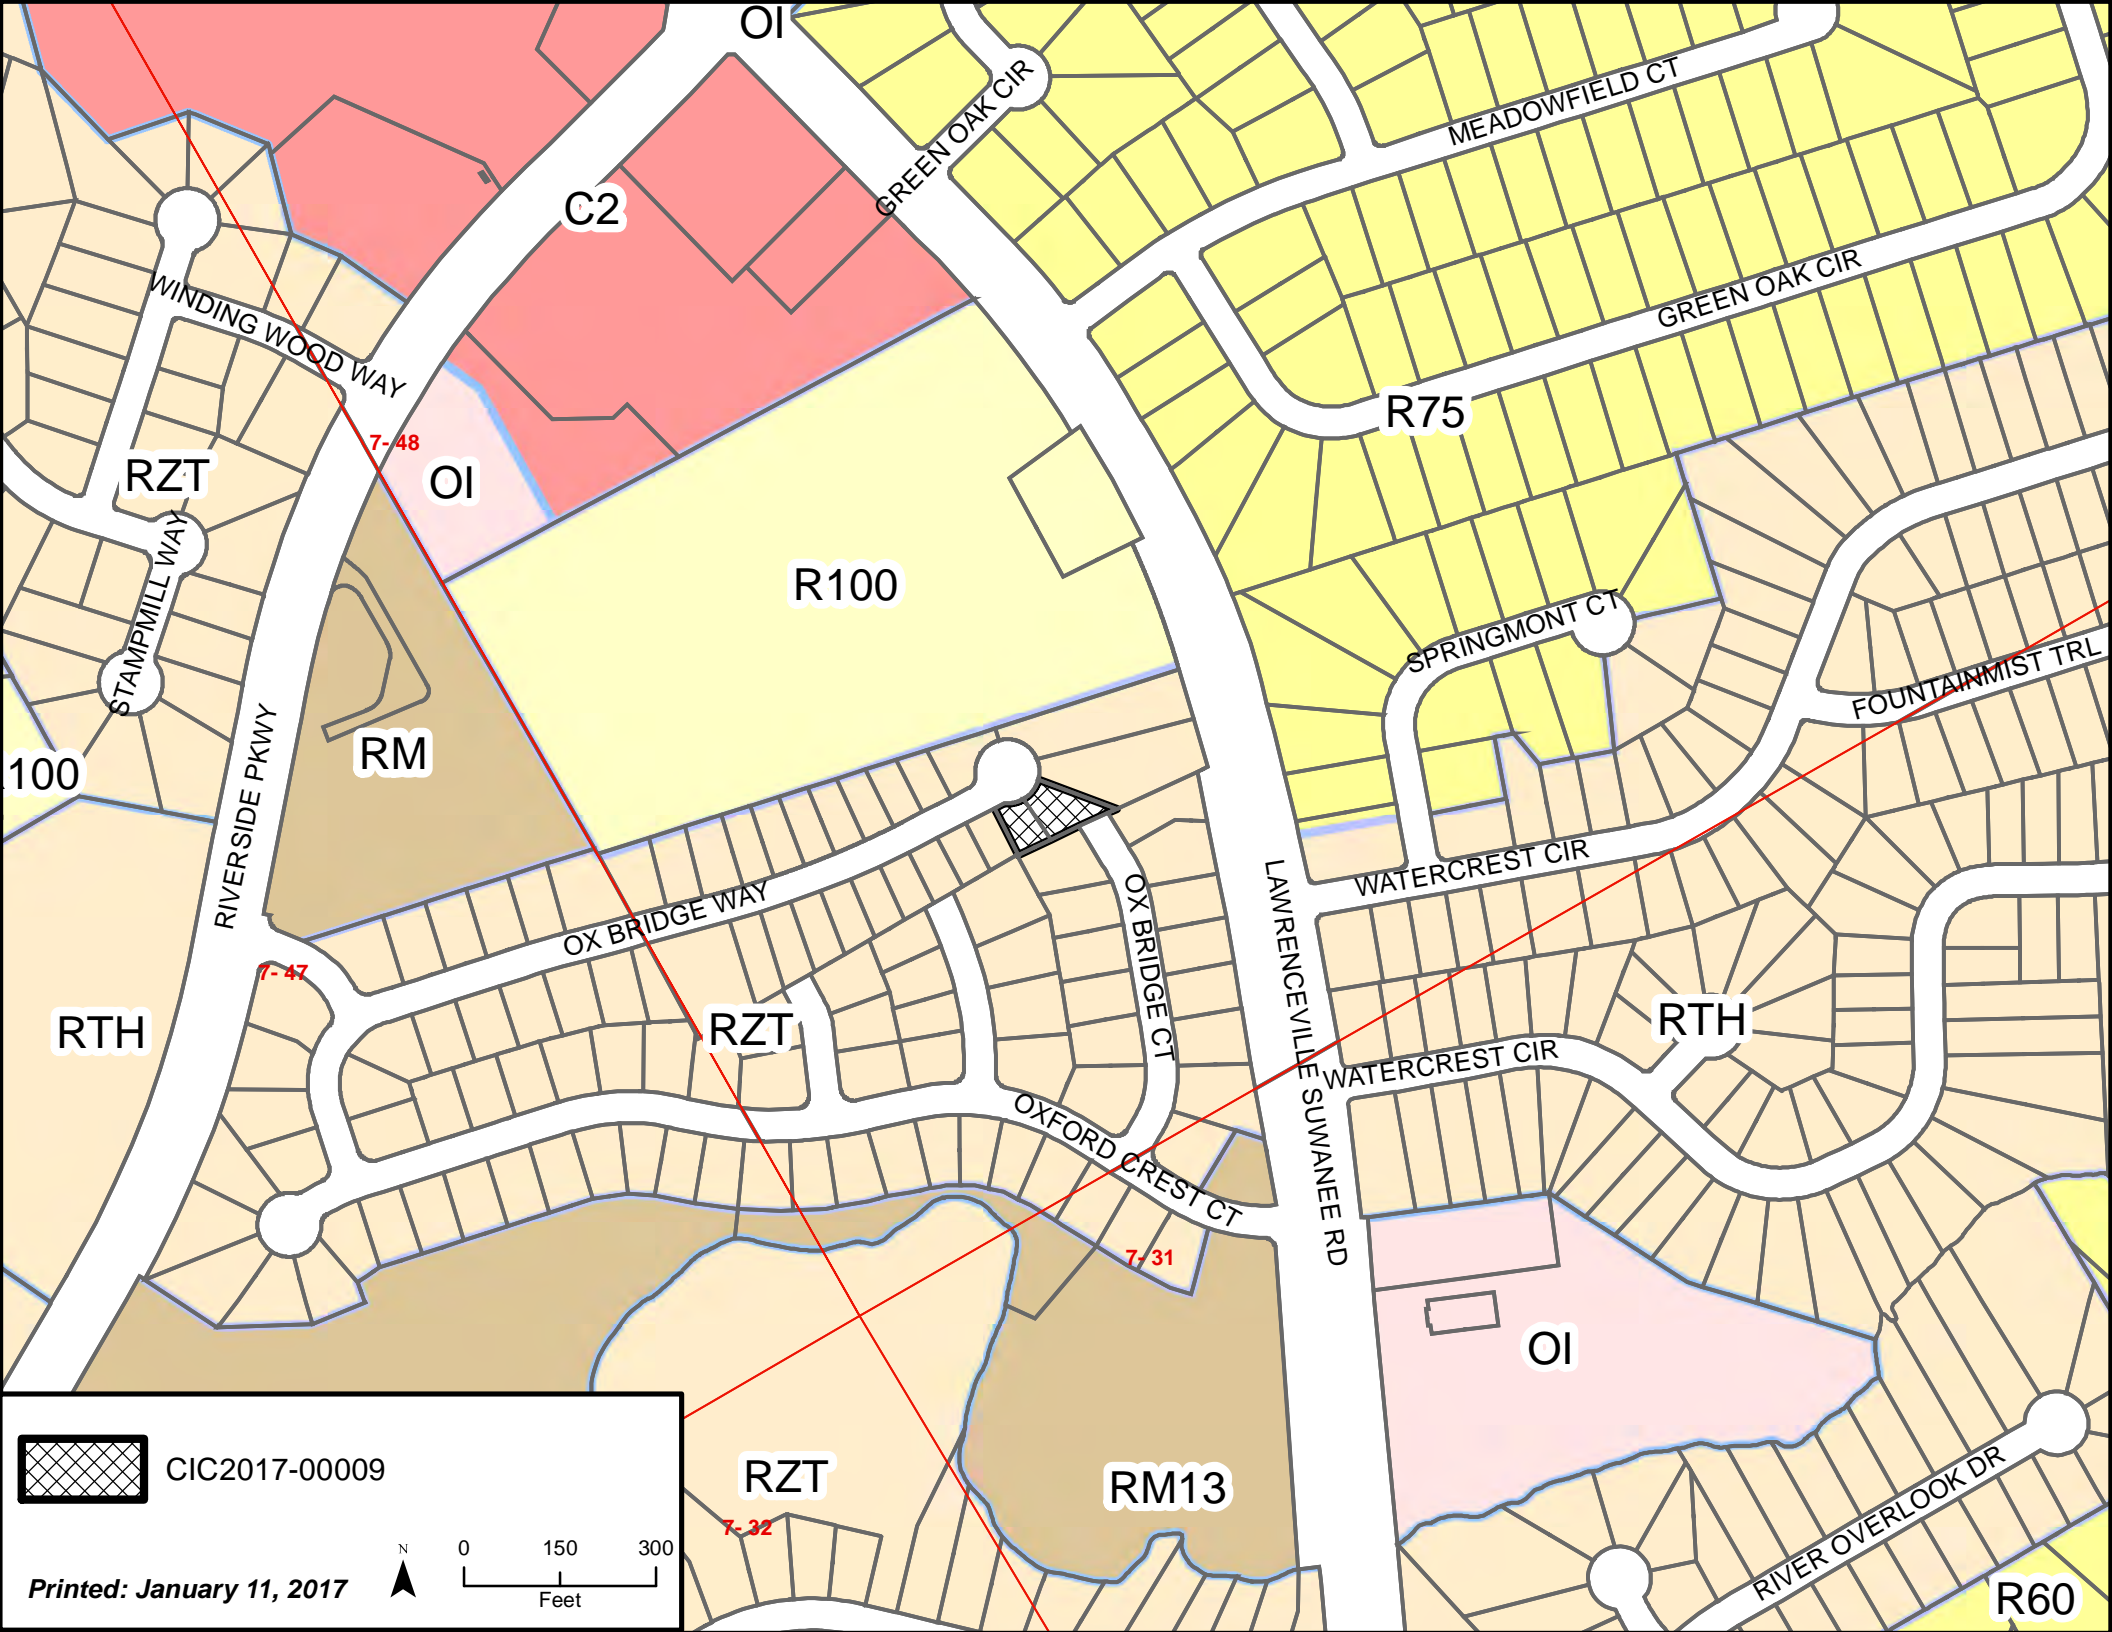 OI
GREEN OAK CIR
MEADOWFIELD CT
C2
WINDING WOOD WAY
GREEN OAK CIR
R75
7- 48
RZT
OI
STAMPMILL WAY
R100
SPRINGMONT CT
FOUNTAINMIST TRL
RIVERSIDE PKWY
RM
100
WATERCREST CIR
OX BRIDGE WAY
OX BRIDGE CT
LAWRENCEVILLE SUWANEE RD
7- 47
RTH
RZT
RTH
WATERCREST CIR
OXFORD CREST CT
7- 31
OI
RZT
RM13
7- 32
RIVER OVERLOOK DR
R60
CIC2017-00009
N
0 150 300
Feet
Printed: January 11, 2017